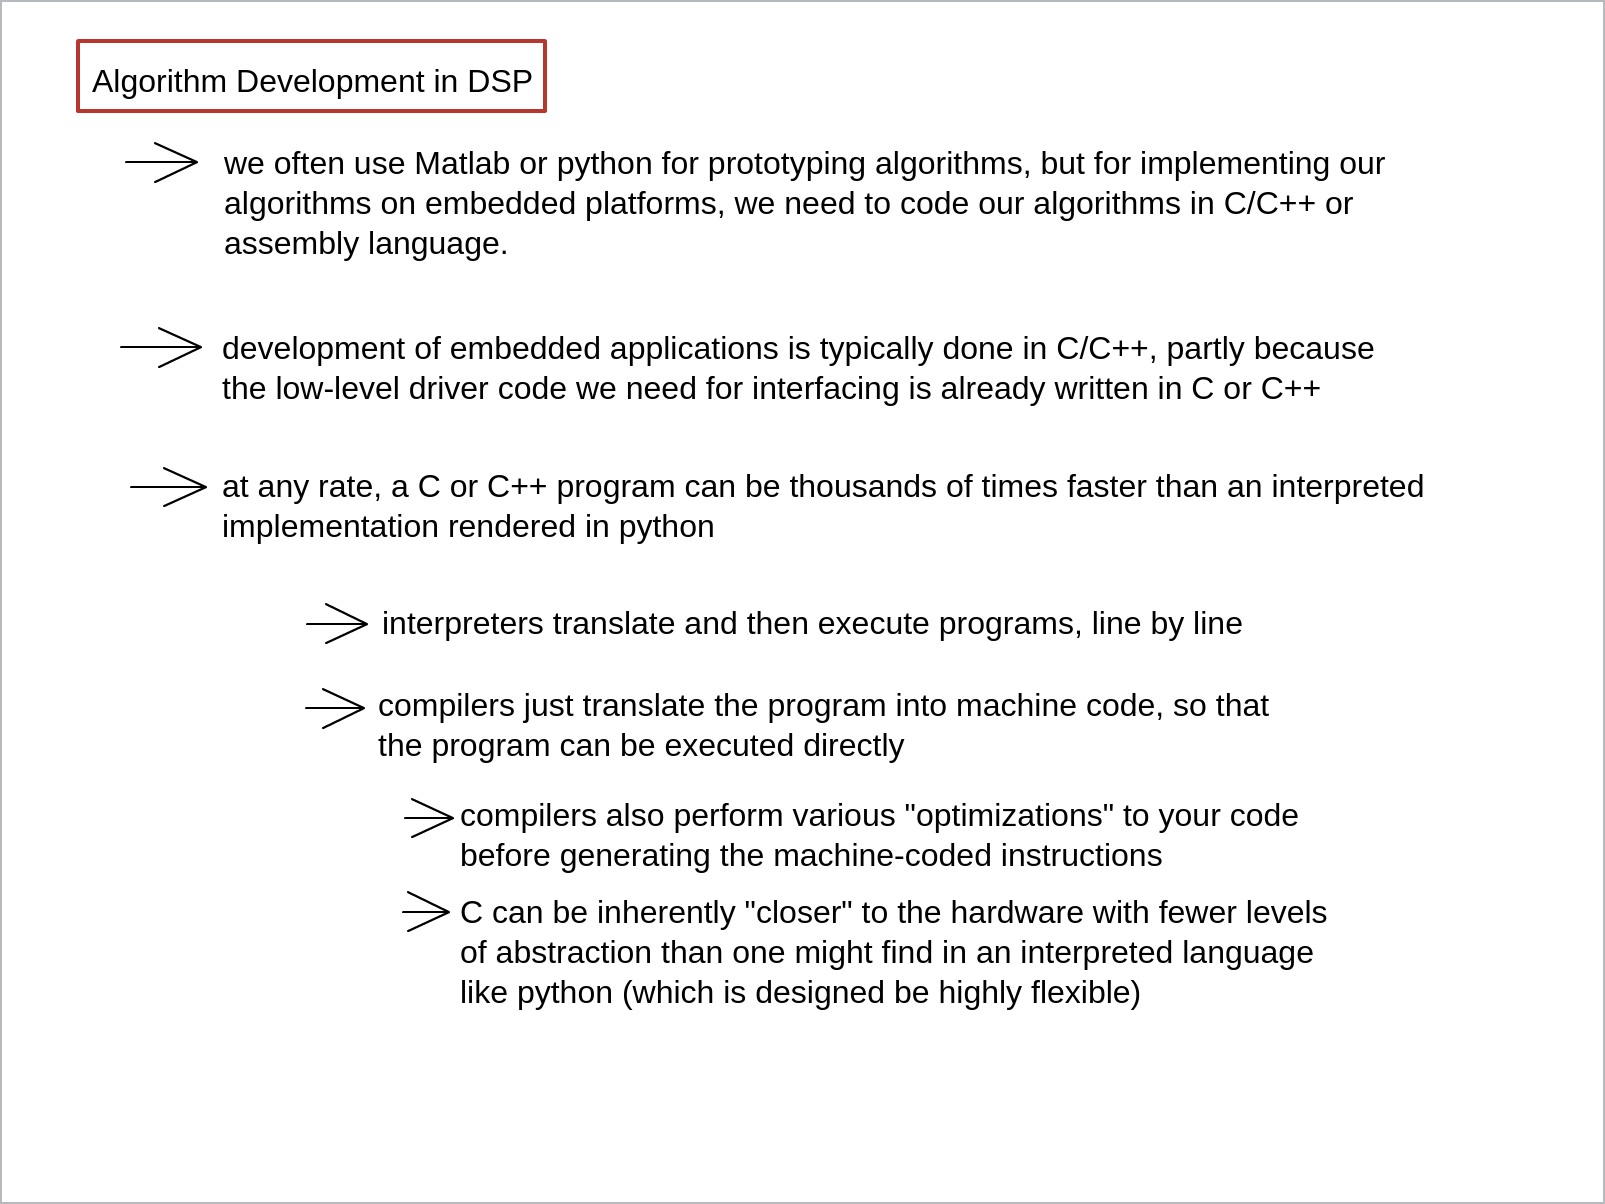 Algorithm Development in DSP
we often use Matlab or python for prototyping algorithms, but for implementing our
algorithms on embedded platforms, we need to code our algorithms in C/C++ or
assembly language.
development of embedded applications is typically done in C/C++, partly because
the low-level driver code we need for interfacing is already written in C or C++
at any rate, a C or C++ program can be thousands of times faster than an interpreted
implementation rendered in python
interpreters translate and then execute programs, line by line
compilers just translate the program into machine code, so that
the program can be executed directly
compilers also perform various "optimizations" to your code
before generating the machine-coded instructions
C can be inherently "closer" to the hardware with fewer levels
of abstraction than one might find in an interpreted language
like python (which is designed be highly flexible)